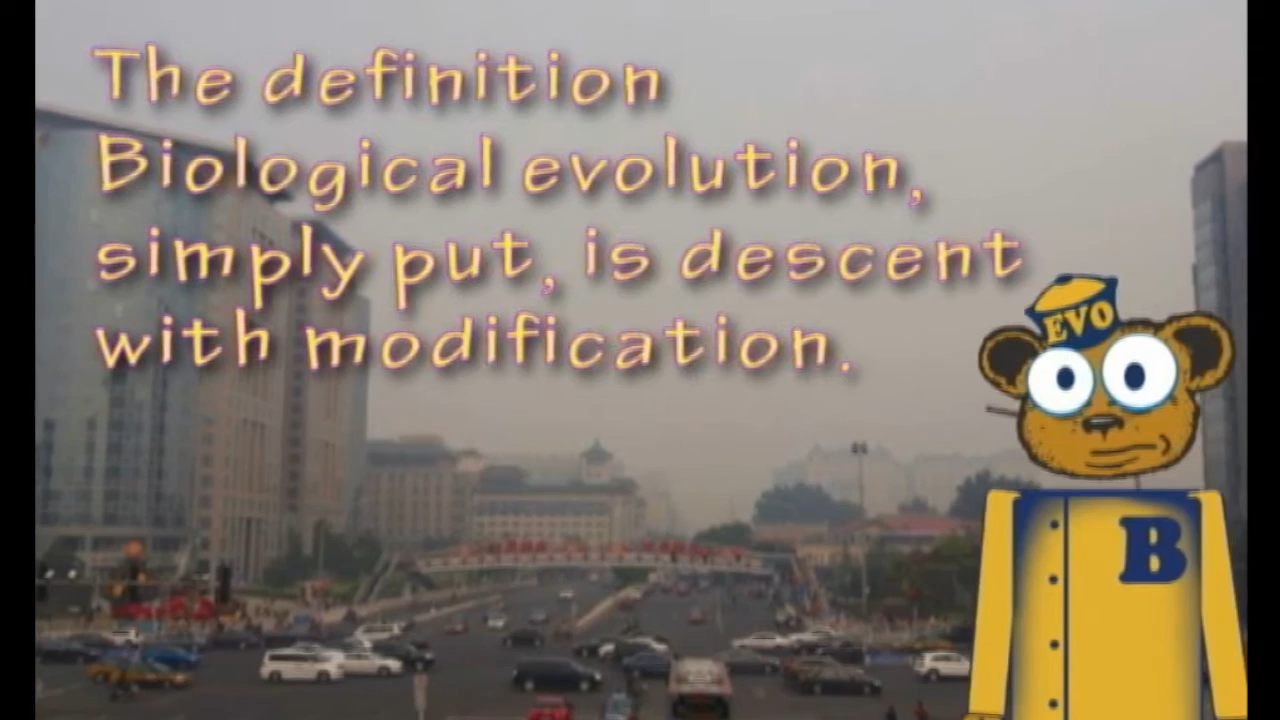 The definition
Biological evolution,
simply put, is descent
with modification.
EVO
B